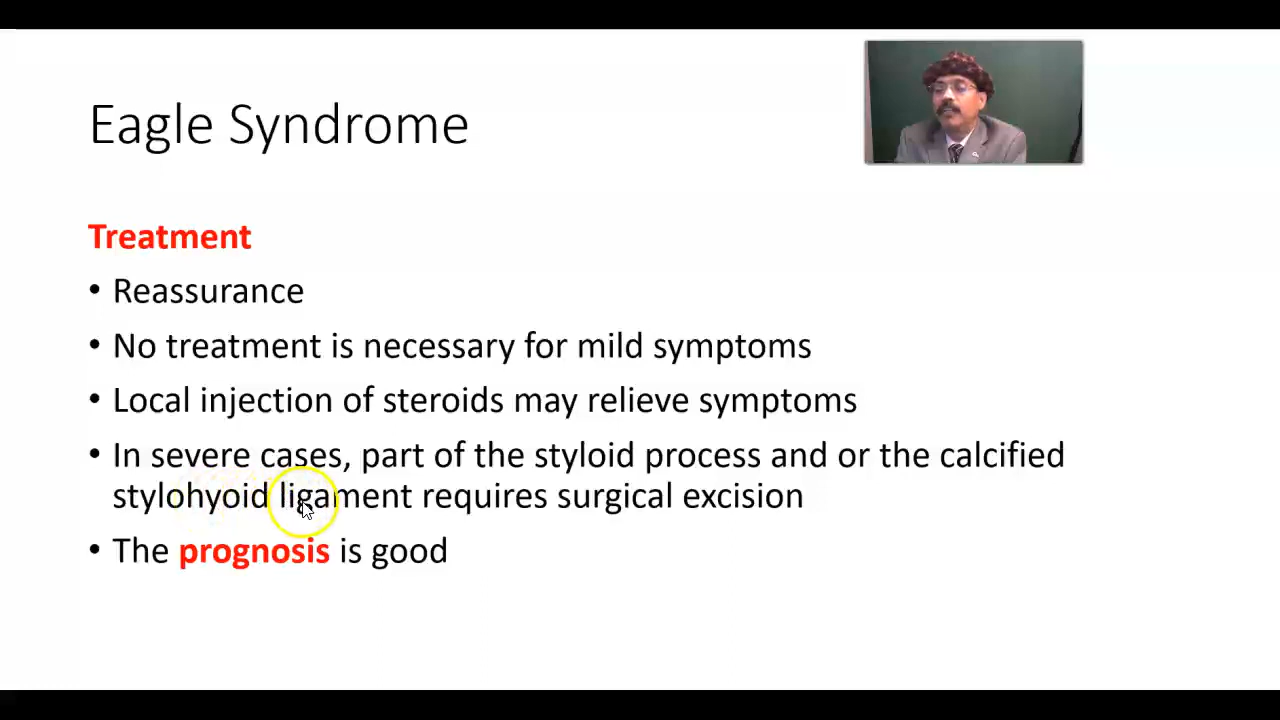 Eagle Syndrome
Treatment
• Reassurance
• No treatment is necessary for mild symptoms
• Local injection of steroids may relieve symptoms
• In severe cases, part of the styloid process and or the calcified
stylohyoid ligament requires surgical excision
• The prognosis is good